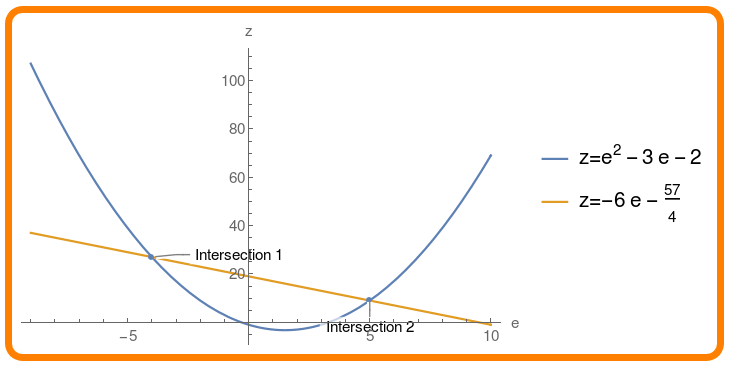 z
100
80
60
40
20
-5
5
10
e
Intersection 1
Intersection 2
z=e² – 3 e – 2
z=−6 e – 57/4